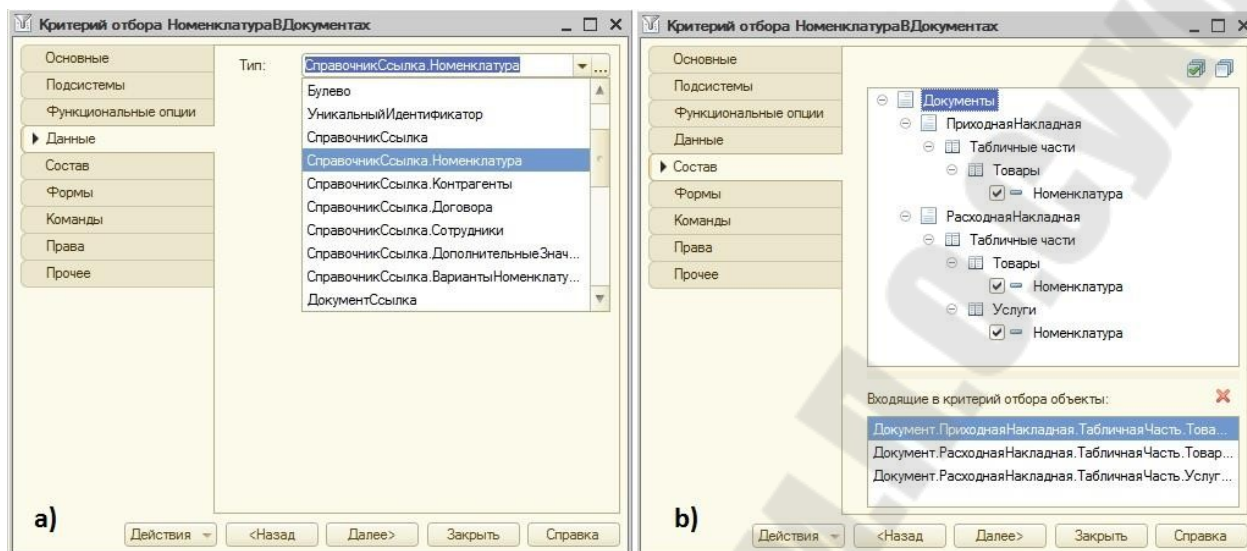 Критерий отбора НоменклатураВДокументах
Основные
Подсистемы
Функциональные опции
Данные
Состав
Формы
Команды
Права
Прочее
Тип:
СправочникСсылка.Номенклатура
...
Булево
УникальныйИдентификатор
СправочникСсылка
СправочникСсылка.Номенклатура
СправочникСсылка.Контрагенты
СправочникСсылка.Договора
СправочникСсылка.Сотрудники
СправочникСсылка.ДополнительныеЗнач...
СправочникСсылка.ВариантыНоменклату...
ДокументСсылка
a)
Действия
<Назад
Далее>
Закрыть
Справка
Критерий отбора НоменклатураВДокументах
Основные
Подсистемы
Функциональные опции
Данные
Состав
Формы
Команды
Права
Прочее
Документы
ПриходнаяНакладная
Табличные части
Товары
Номенклатура
РасходнаяНакладная
Табличные части
Товары
Номенклатура
Услуги
Номенклатура
Входящие в критерий отбора объекты:
Документ.ПриходнаяНакладная.ТабличнаяЧасть.Това...
Документ.РасходнаяНакладная.ТабличнаяЧасть.Товар...
Документ.РасходнаяНакладная.ТабличнаяЧасть.Услуг...
b)
Действия
<Назад
Далее>
Закрыть
Справка